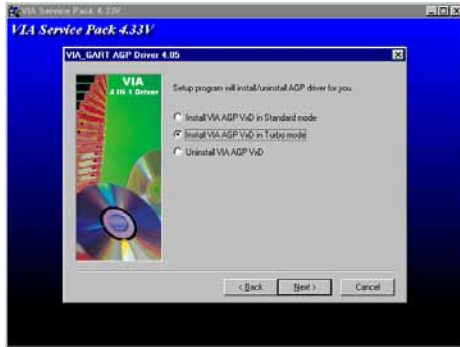 VIA Service Pack 4.33V
VIA Service Pack 4.33V
VIA_GART AGP Driver 4.05
VIA
4 IN 1 Driver
Setup program will install/uninstall AGP driver for you.
Install VIA AGP VxD in Standard mode
Install VIA AGP VxD in Turbo mode
Uninstall VIA AGP VxD
< Back
Next >
Cancel